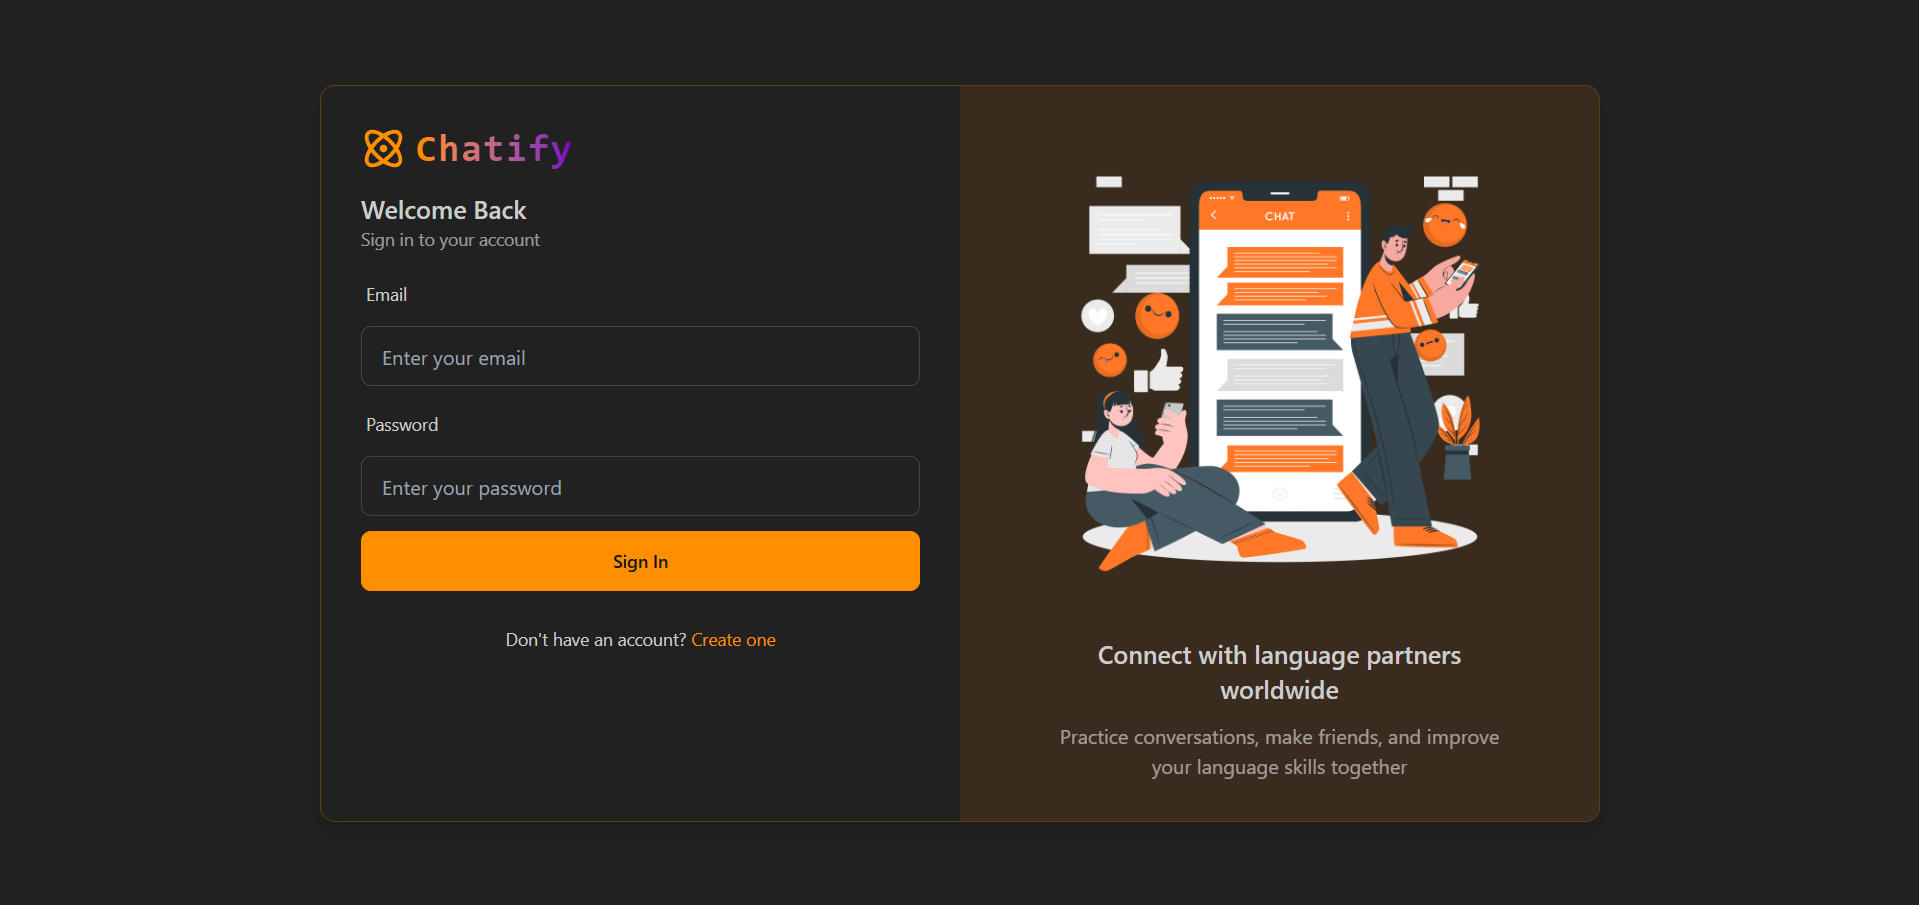 Chatify
Welcome Back
Sign in to your account
Email
Enter your email
Password
Enter your password
Sign In
Don't have an account? Create one
CHAT
Connect with language partners
worldwide
Practice conversations, make friends, and improve
your language skills together